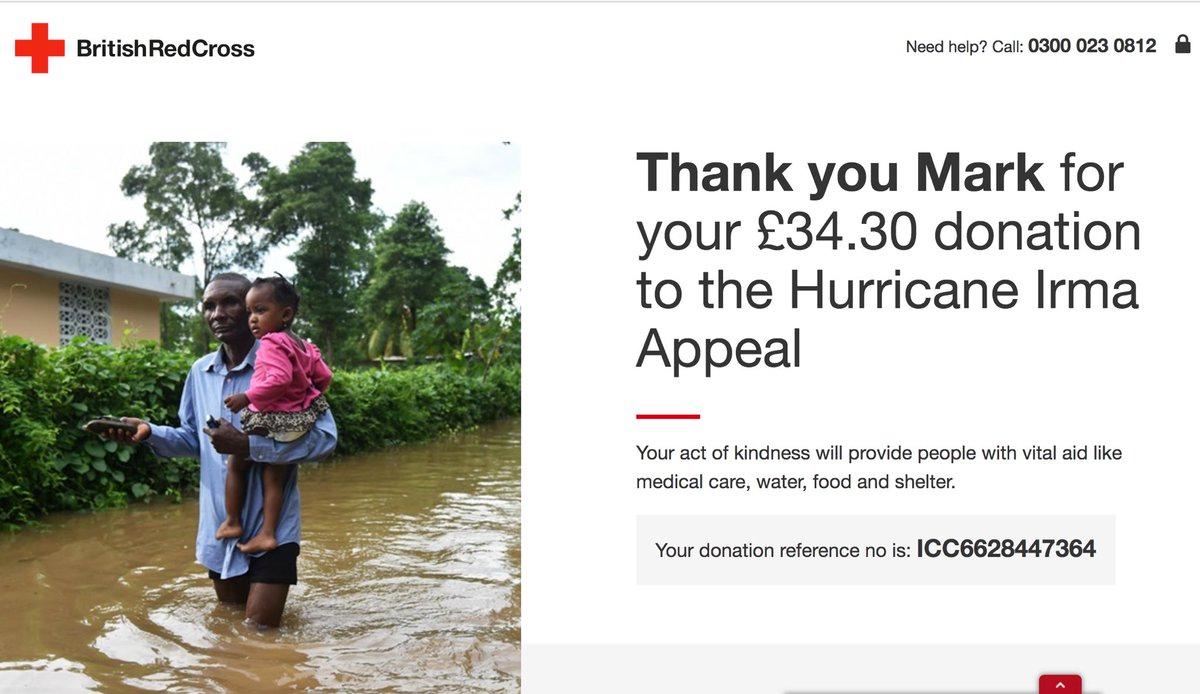 BritishRedCross
Need help? Call: 0300 023 0812
Thank you Mark for
your £34.30 donation
to the Hurricane Irma
Appeal
Your act of kindness will provide people with vital aid like
medical care, water, food and shelter.
Your donation reference no is: ICC6628447364